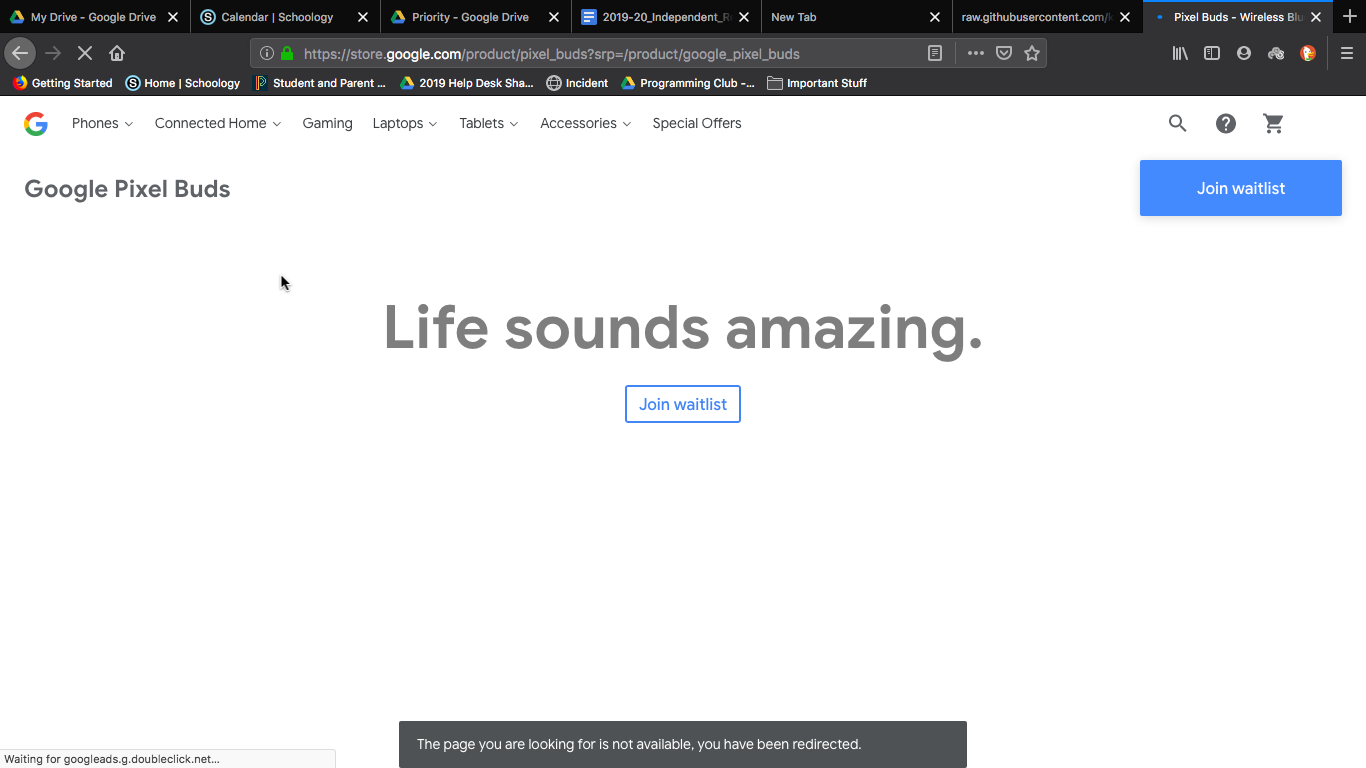 My Drive - Google Drive
Calendar | Schoology
Priority - Google Drive
2019-20_Independent_R
New Tab
raw.githubusercontent.com/
Pixel Buds - Wireless Blu
https://store.google.com/product/pixel_buds?srp=/product/google_pixel_buds
Getting Started
Home | Schoology
Student and Parent ...
2019 Help Desk Sha...
Incident
Programming Club -...
Important Stuff
Phones
Connected Home
Gaming
Laptops
Tablets
Accessories
Special Offers
Google Pixel Buds
Join waitlist
Life sounds amazing.
Join waitlist
The page you are looking for is not available, you have been redirected.
Waiting for googleads.g.doubleclick.net...